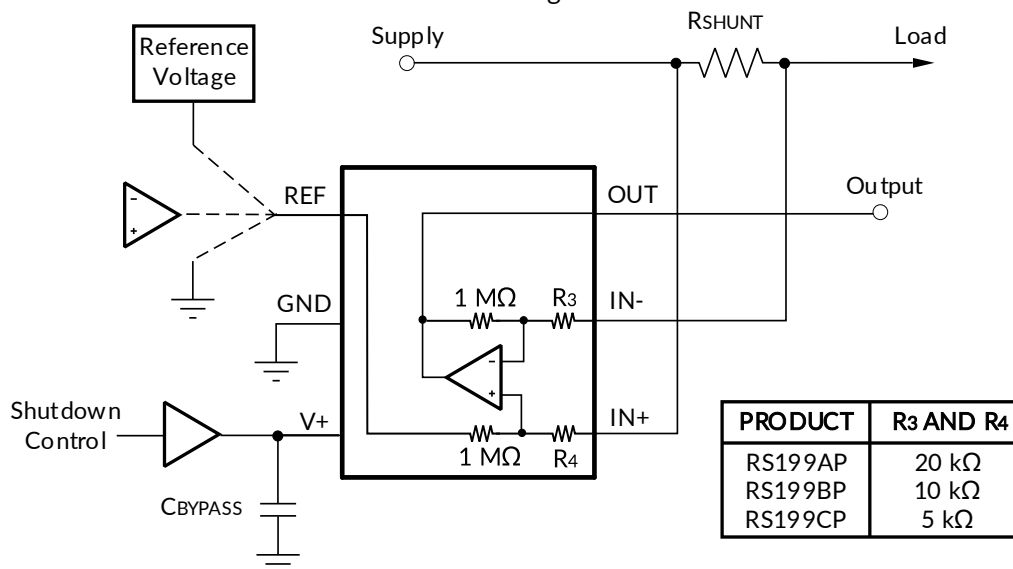 RSHUNT
Supply
Load
Reference
Voltage
REF
OUT
Output
-
+
GND
1 MΩ
R3
IN-
-
+
Shutdown
Control
V+
IN+
1 MΩ
R4
CBYPASS
PRODUCT R3 AND R4
RS199AP 20 kΩ
RS199BP 10 kΩ
RS199CP 5 kΩ